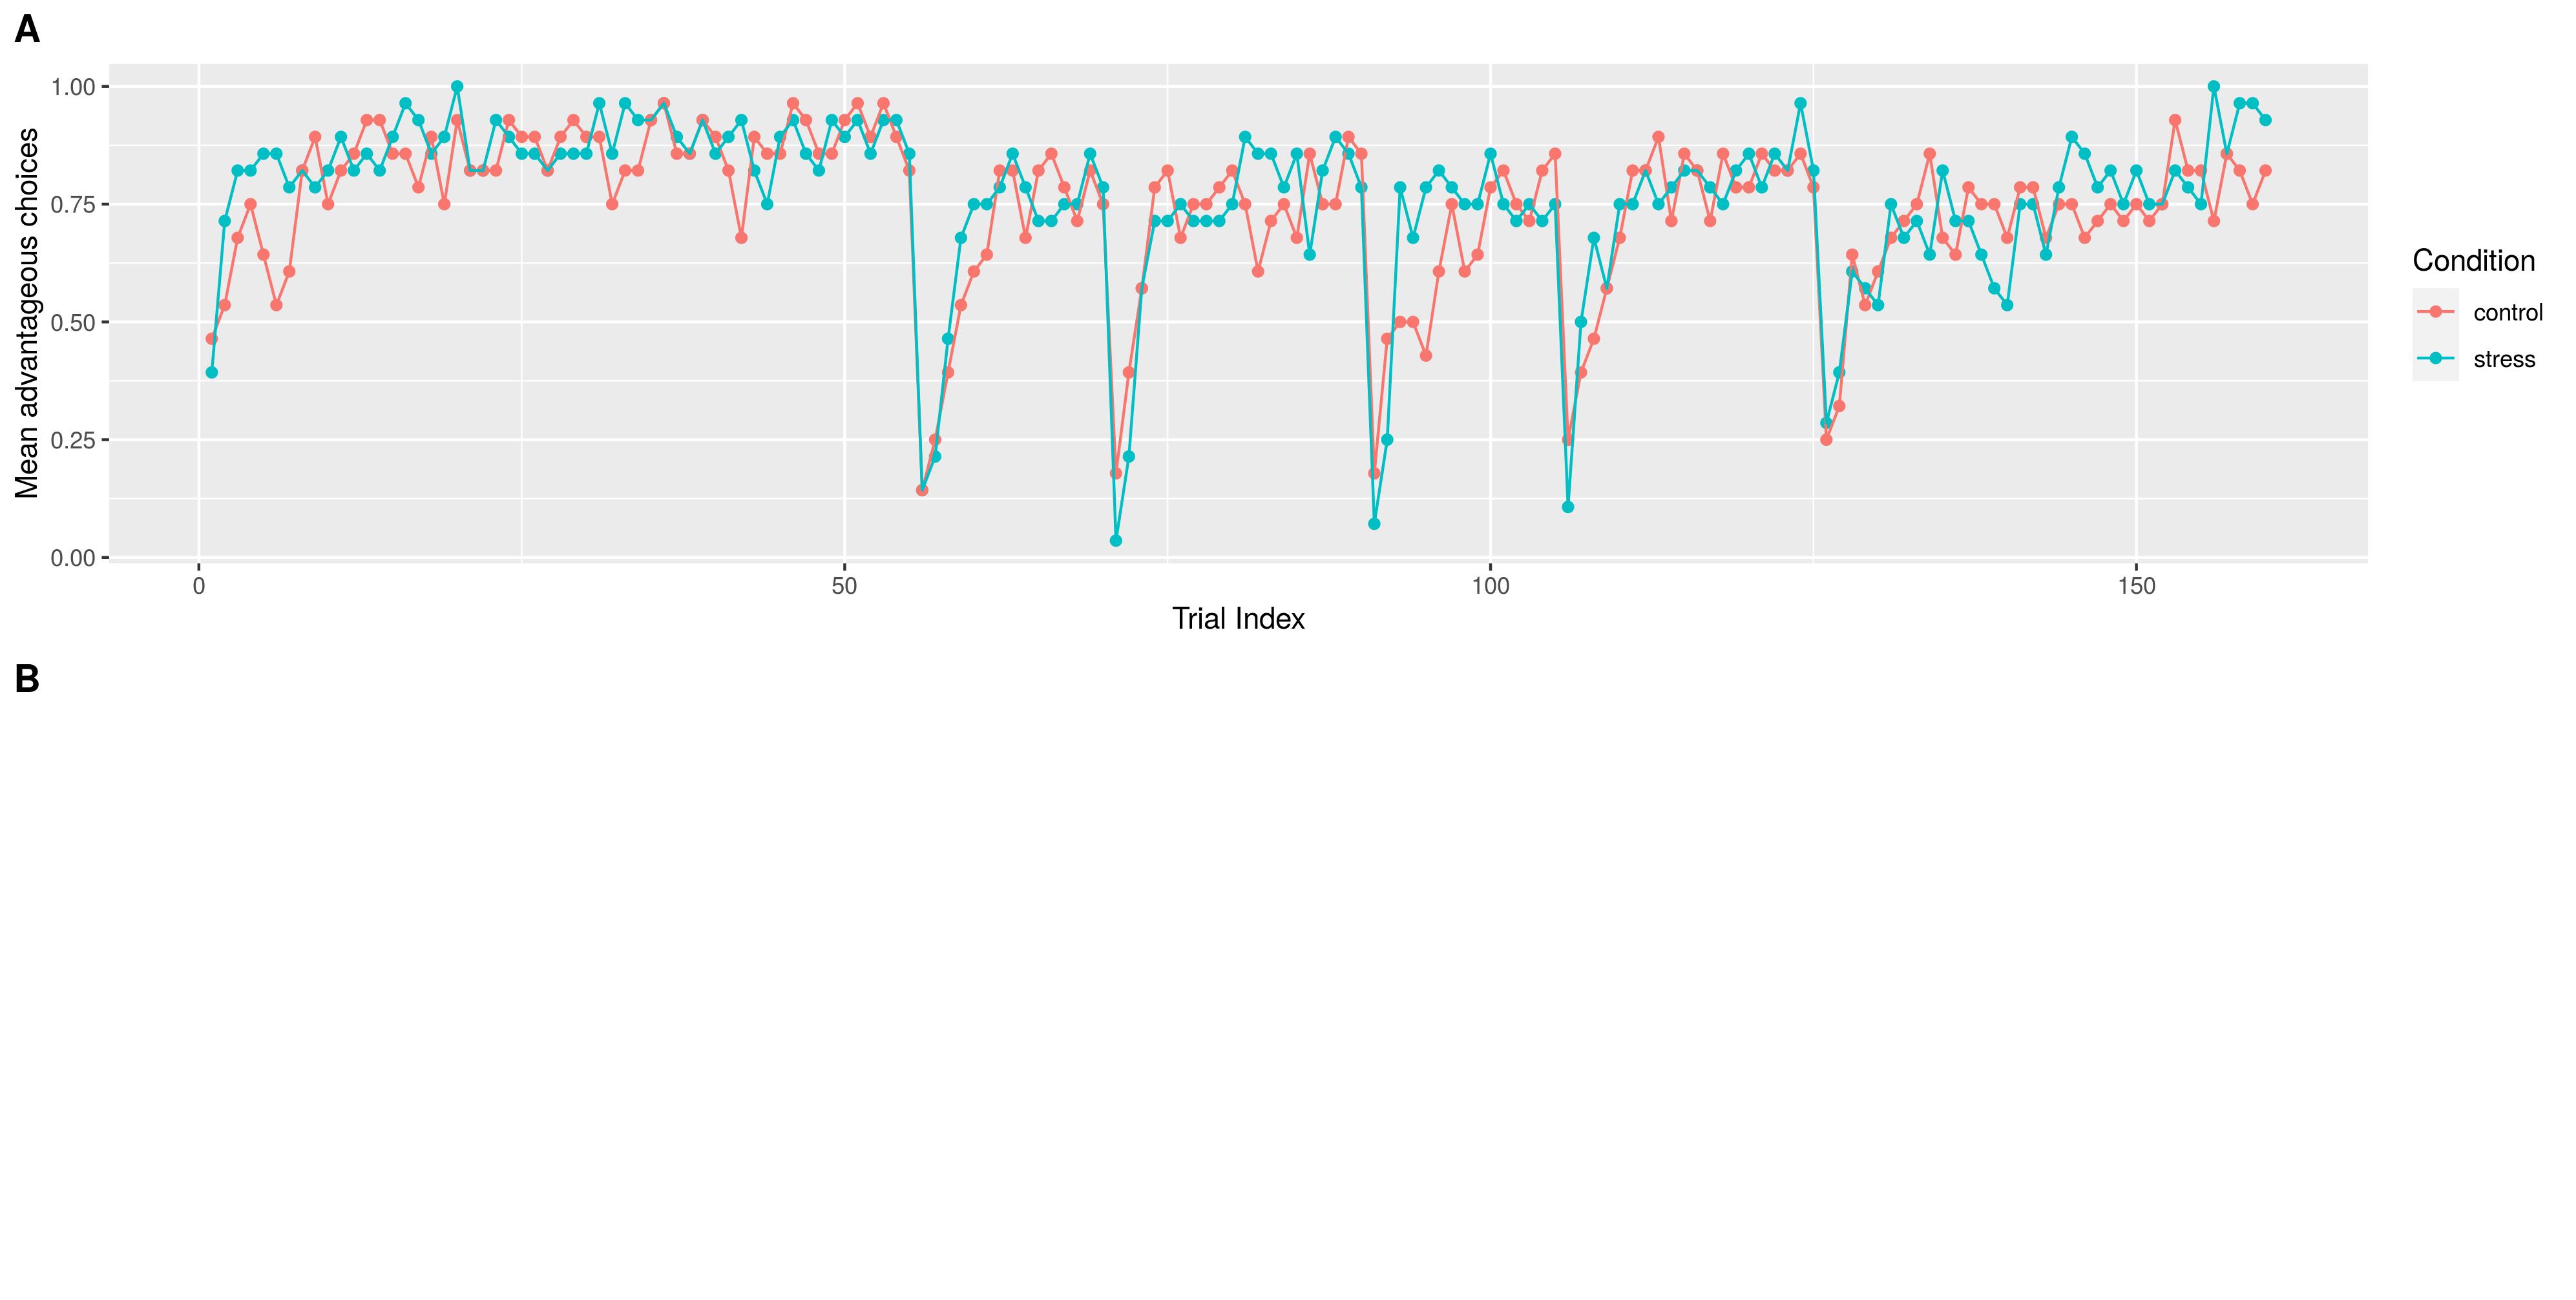 A
Mean advantageous choices
1.00
0.75
0.50
0.25
0.00
0 50 100 150
Trial Index
Condition
control
stress
B